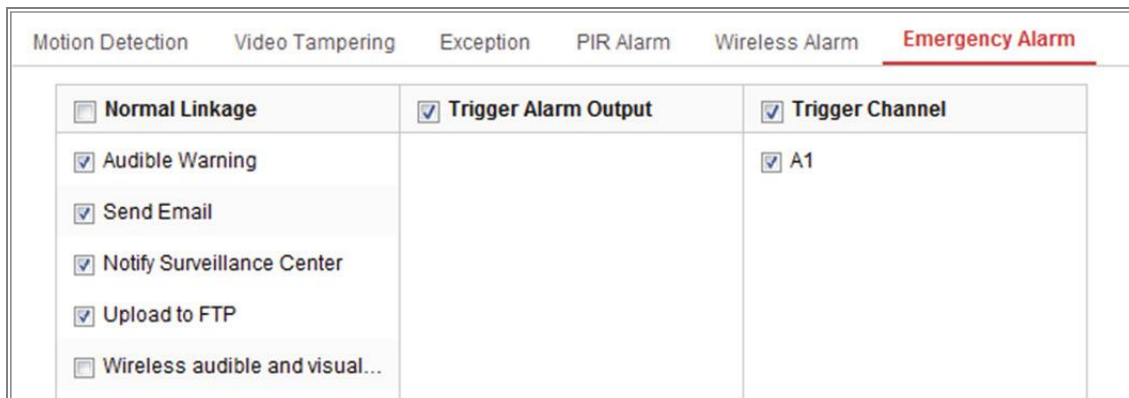 Motion Detection Video Tampering Exception PIR Alarm Wireless Alarm Emergency Alarm
Normal Linkage Trigger Alarm Output Trigger Channel
Audible Warning A1
Send Email
Notify Surveillance Center
Upload to FTP
Wireless audible and visual...